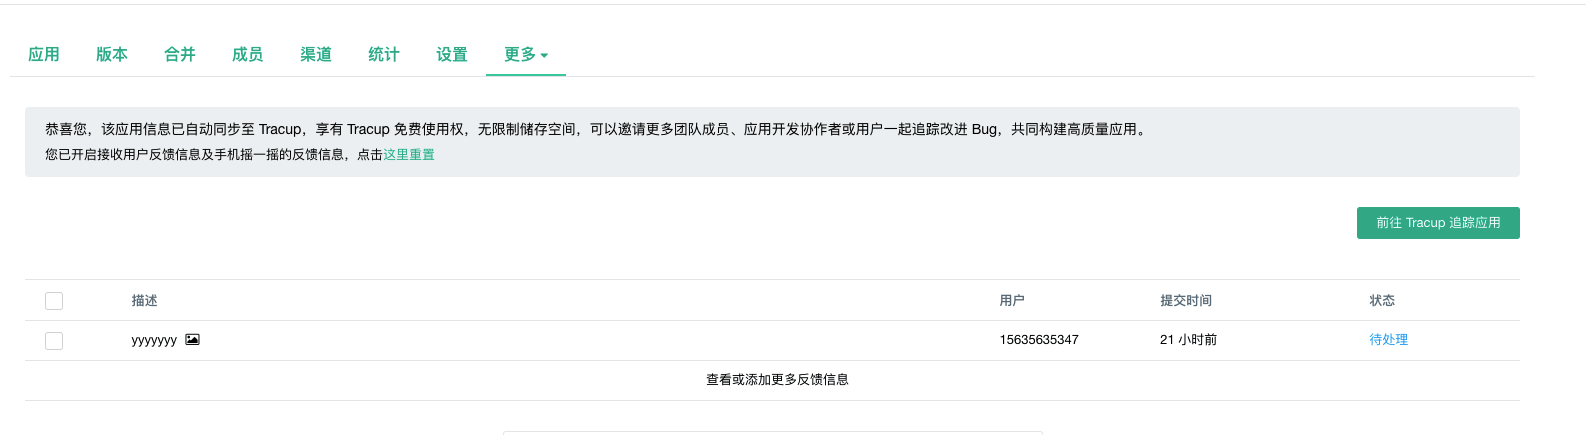 应用 版本 合并 成员 渠道 统计 设置 更多
恭喜您，该应用信息已自动同步至 Tracup，享有 Tracup 免费使用权，无限制储存空间，可以邀请更多团队成员、应用开发协作者或用户一起追踪改进 Bug，共同构建高质量应用。
您已开启接收用户反馈信息及手机摇一摇的反馈信息，点击这里重置
前往 Tracup 追踪应用
描述 用户 提交时间 状态
yyyyyyy 15635635347 21 小时前 待处理
查看或添加更多反馈信息